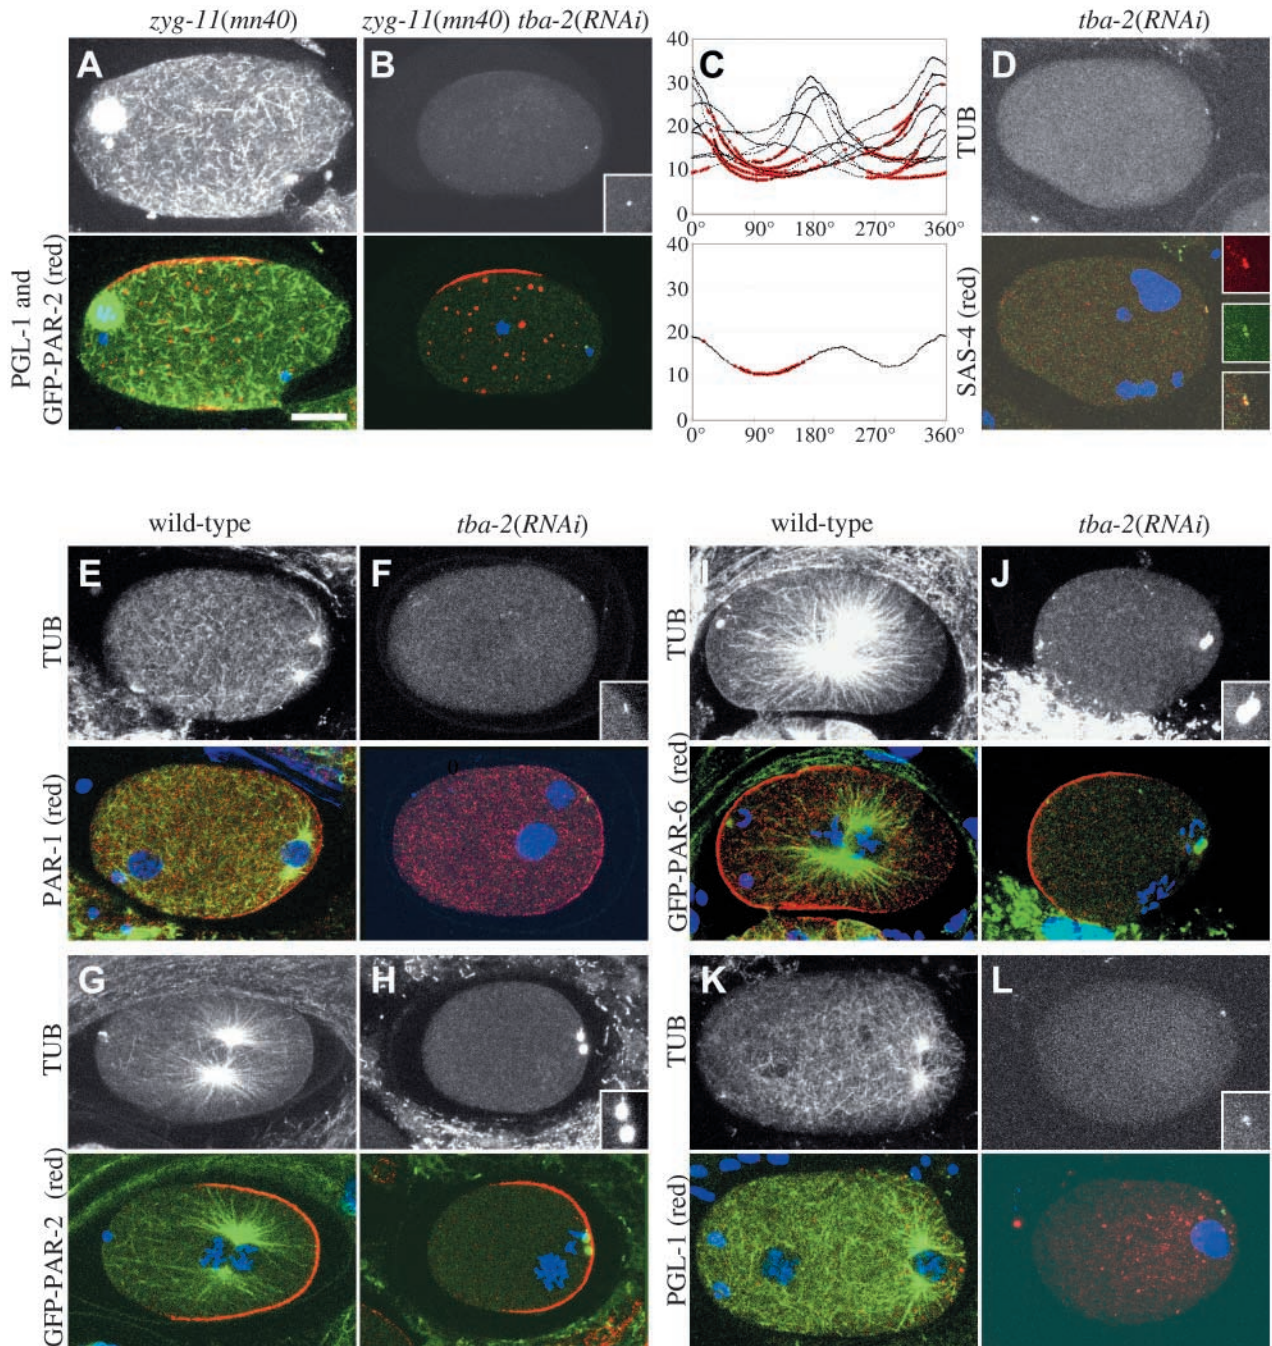 zyg-11(mn40)
zyg-11(mn40) tba-2(RNAi)
tba-2(RNAi)
A
B
C
D
40
30
20
10
0
0° 90° 180° 270° 360°
TUB
PGL-1 and
GFP-PAR-2 (red)
40
30
20
10
0
0° 90° 180° 270° 360°
SAS-4 (red)
wild-type
tba-2(RNAi)
wild-type
tba-2(RNAi)
E
F
I
J
TUB
TUB
PAR-1 (red)
0
GFP-PAR-6 (red)
G
H
K
L
TUB
TUB
GFP-PAR-2 (red)
PGL-1 (red)